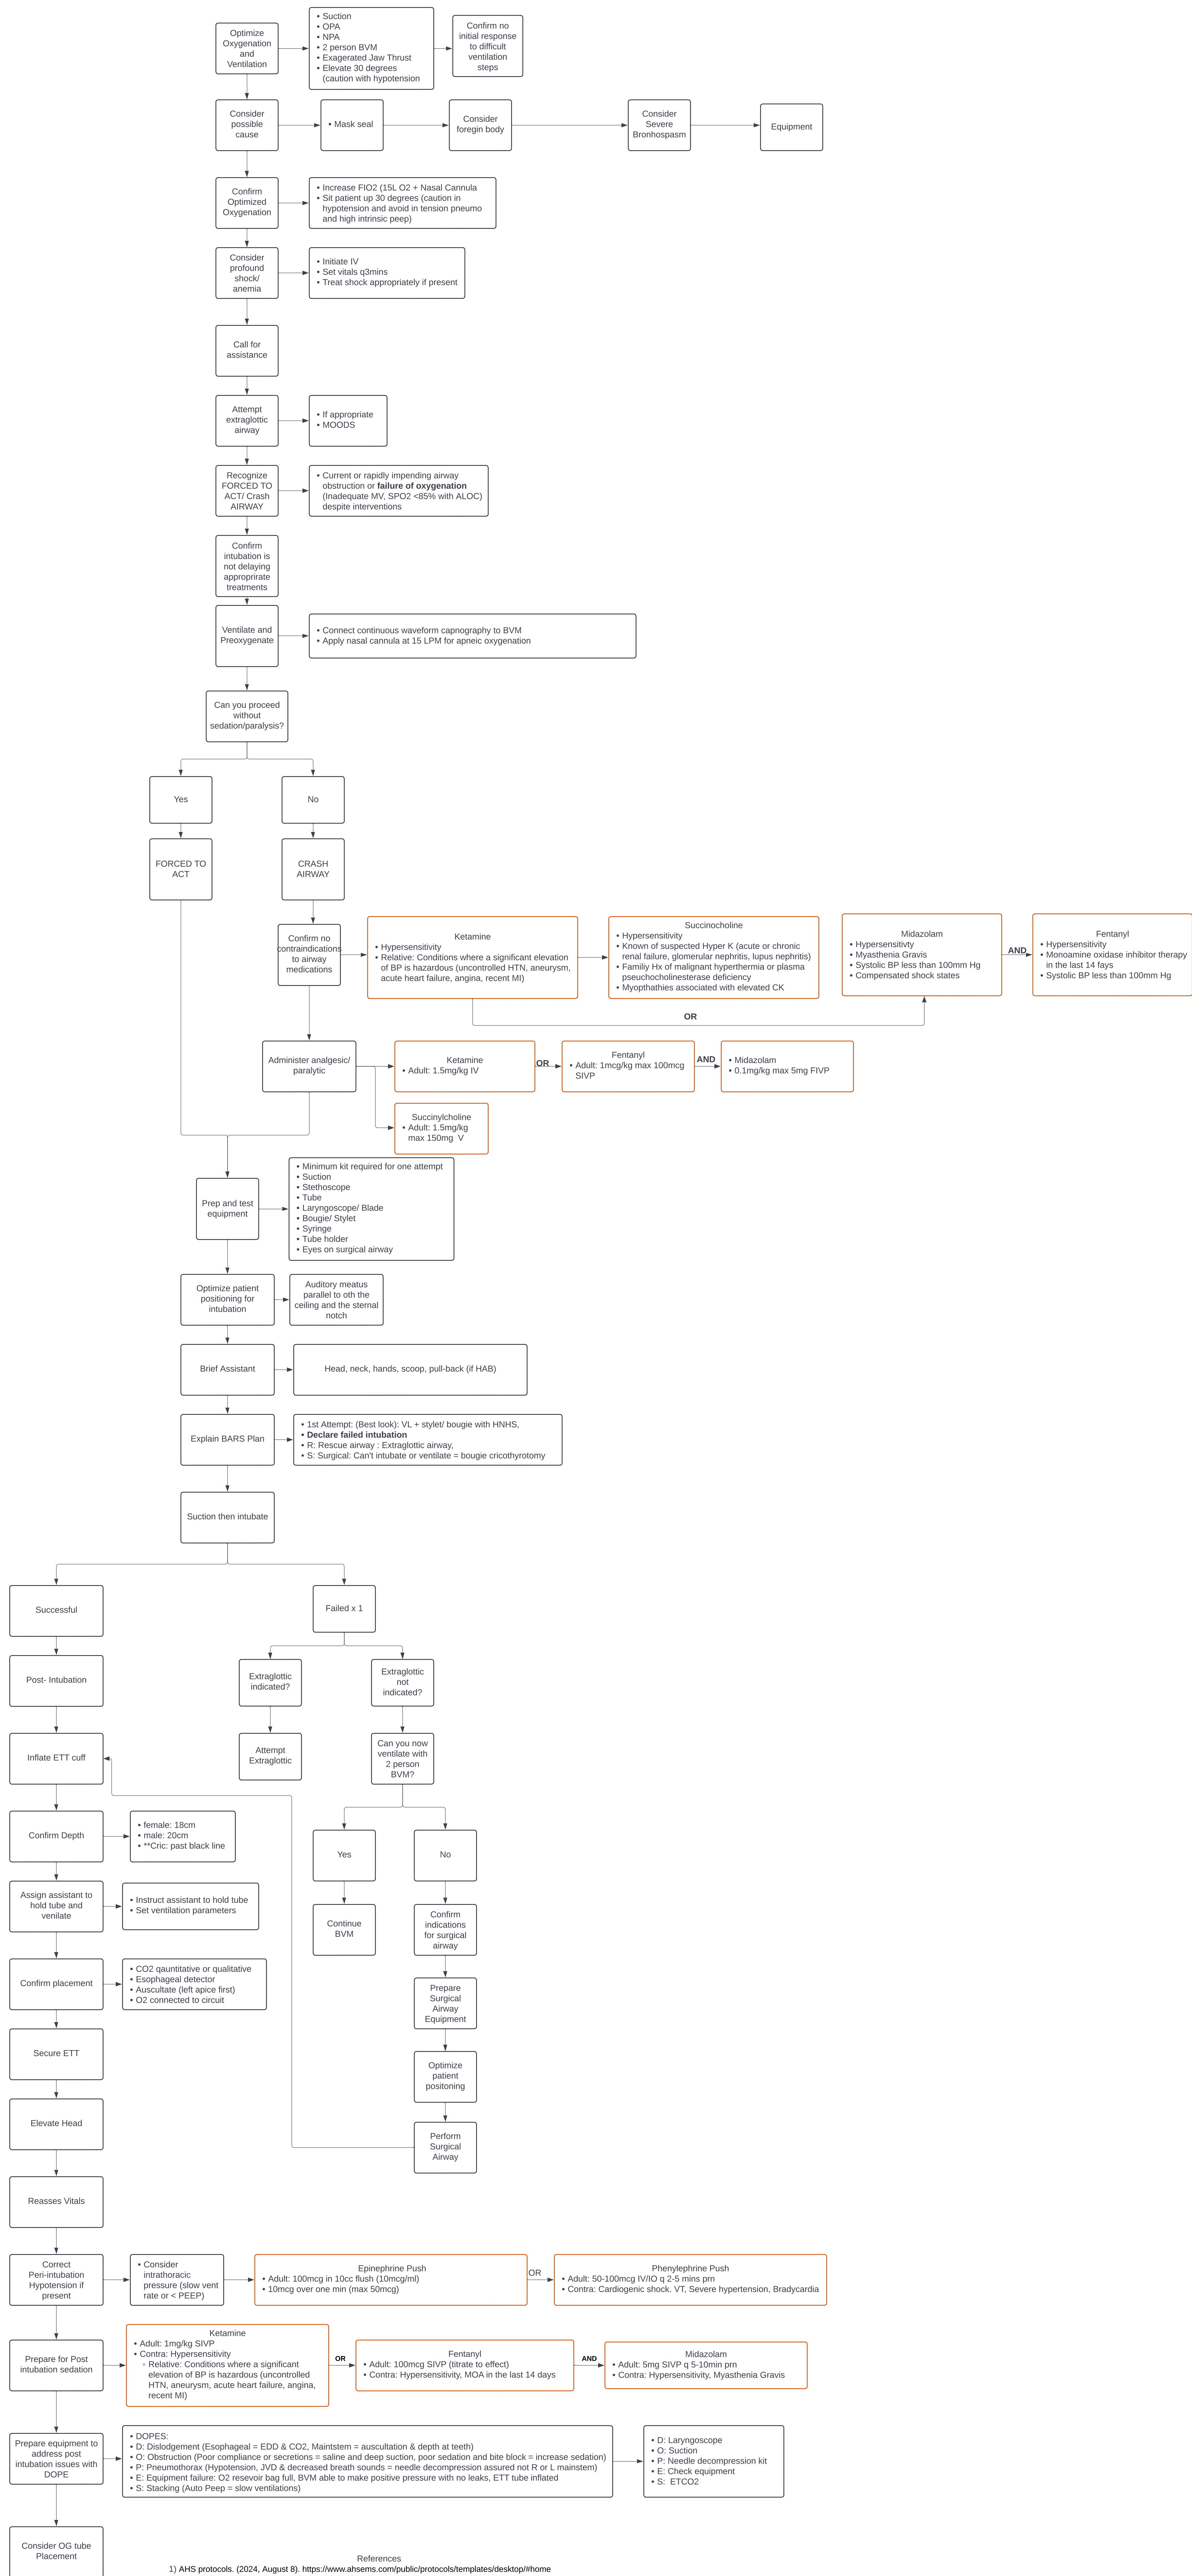 Optimize
Oxygenation
and
Ventilation
• Suction
• OPA
• NPA
• 2 person BVM
• Exagerated Jaw Thrust
• Elevate 30 degrees
(caution with hypotension
Confirm no
initial response
to difficult
ventilation
steps
Consider
possible
cause
• Mask seal
Consider
foregin body
Consider
Severe
Bronhospasm
Equipment
Confirm
Optimized
Oxygenation
• Increase FIO2 (15L O2 + Nasal Cannula
• Sit patient up 30 degrees (caution in
hypotension and avoid in tension pneumo
and high intrinsic peep)
Consider
profound
shock/
anemia
• Initiate IV
• Set vitals q3mins
• Treat shock appropriately if present
Call for
assistance
Attempt
extraglottic
airway
• If appropriate
• MOODS
Recognize
FORCED TO
ACT/ Crash
AIRWAY
• Current or rapidly impending airway
obstruction or failure of oxygenation
(Inadequate MV, SPO2 <85% with ALOC)
despite interventions
Confirm
intubation is
not delaying
approprirate
treatments
Ventilate and
Preoxygenate
• Connect continuous waveform capnography to BVM
• Apply nasal cannula at 15 LPM for apneic oxygenation
Can you proceed
without
sedation/paralysis?
Yes
No
FORCED TO
ACT
CRASH
AIRWAY
Confirm no
contraindications
to airway
medications
Ketamine
• Hypersensitivity
• Relative: Conditions where a significant elevation
of BP is hazardous (uncontrolled HTN, aneurysm,
acute heart failure, angina, recent MI)
Succinocholine
• Hypersensitivity
• Known of suspected Hyper K (acute or chronic
renal failure, glomerular nephritis, lupus nephritis)
• Familiy Hx of malignant hyperthermia or plasma
pseuchocholinesterase deficiency
• Myopthathies associated with elevated CK
Midazolam
• Hypersensitivty
• Myasthenia Gravis
• Systolic BP less than 100mm Hg
• Compensated shock states
AND
Fentanyl
• Hypersensitivity
• Monoamine oxidase inhibitor therapy
in the last 14 fays
• Systolic BP less than 100mm Hg
OR
Administer analgesic/
paralytic
Ketamine
• Adult: 1.5mg/kg IV
OR
Fentanyl
• Adult: 1mcg/kg max 100mcg
SIVP
AND
• Midazolam
• 0.1mg/kg max 5mg FIVP
Succinylcholine
• Adult: 1.5mg/kg
max 150mg V
Prep and test
equipment
• Minimum kit required for one attempt
• Suction
• Stethoscope
• Tube
• Laryngoscope/ Blade
• Bougie/ Stylet
• Syringe
• Tube holder
• Eyes on surgical airway
Optimize patient
positioning for
intubation
Auditory meatus
parallel to oth the
ceiling and the sternal
notch
Brief Assistant
Head, neck, hands, scoop, pull-back (if HAB)
Explain BARS Plan
• 1st Attempt: (Best look): VL + stylet/ bougie with HNHS,
• Declare failed intubation
• R: Rescue airway : Extraglottic airway,
• S: Surgical: Can't intubate or ventilate = bougie cricothyrotomy
Suction then intubate
Successful
Failed x 1
Post- Intubation
Extraglottic
indicated?
Extraglottic
not
indicated?
Inflate ETT cuff
Attempt
Extraglottic
Can you now
ventilate with
2 person
BVM?
Confirm Depth
• female: 18cm
• male: 20cm
• **Cric: past black line
Yes
No
Assign assistant to
hold tube and
venilate
• Instruct assistant to hold tube
• Set ventilation parameters
Continue
BVM
Confirm
indications
for surgical
airway
Confirm placement
• CO2 qauntitative or qualitative
• Esophageal detector
• Auscultate (left apice first)
• O2 connected to circuit
Prepare
Surgical
Airway
Equipment
Secure ETT
Optimize
patient
positoning
Elevate Head
Perform
Surgical
Airway
Reasses Vitals
Correct
Peri-intubation
Hypotension if
present
• Consider
intrathoracic
pressure (slow vent
rate or < PEEP)
Epinephrine Push
• Adult: 100mcg in 10cc flush (10mcg/ml)
• 10mcg over one min (max 50mcg)
OR
Phenylephrine Push
• Adult: 50-100mcg IV/IO q 2-5 mins prn
• Contra: Cardiogenic shock. VT, Severe hypertension, Bradycardia
Prepare for Post
intubation sedation
Ketamine
• Adult: 1mg/kg SIVP
• Contra: Hypersensitivity
◦ Relative: Conditions where a significant
elevation of BP is hazardous (uncontrolled
HTN, aneurysm, acute heart failure, angina,
recent MI)
OR
Fentanyl
• Adult: 100mcg SIVP (titrate to effect)
• Contra: Hypersensitivity, MOA in the last 14 days
AND
Midazolam
• Adult: 5mg SIVP q 5-10min prn
• Contra: Hypersensitivity, Myasthenia Gravis
Prepare equipment to
address post
intubation issues with
DOPE
• DOPES:
• D: Dislodgement (Esophageal = EDD & CO2, Maintstem = auscultation & depth at teeth)
• O: Obstruction (Poor compliance or secretions = saline and deep suction, poor sedation and bite block = increase sedation)
• P: Pneumothorax (Hypotension, JVD & decreased breath sounds = needle decompression assured not R or L mainstem)
• E: Equipment failure: O2 resevoir bag full, BVM able to make positive pressure with no leaks, ETT tube inflated
• S: Stacking (Auto Peep = slow ventilations)
• D: Laryngoscope
• O: Suction
• P: Needle decompression kit
• E: Check equipment
• S: ETCO2
Consider OG tube
Placement
References
1) AHS protocols. (2024, August 8). https://www.ahsems.com/public/protocols/templates/desktop/#home